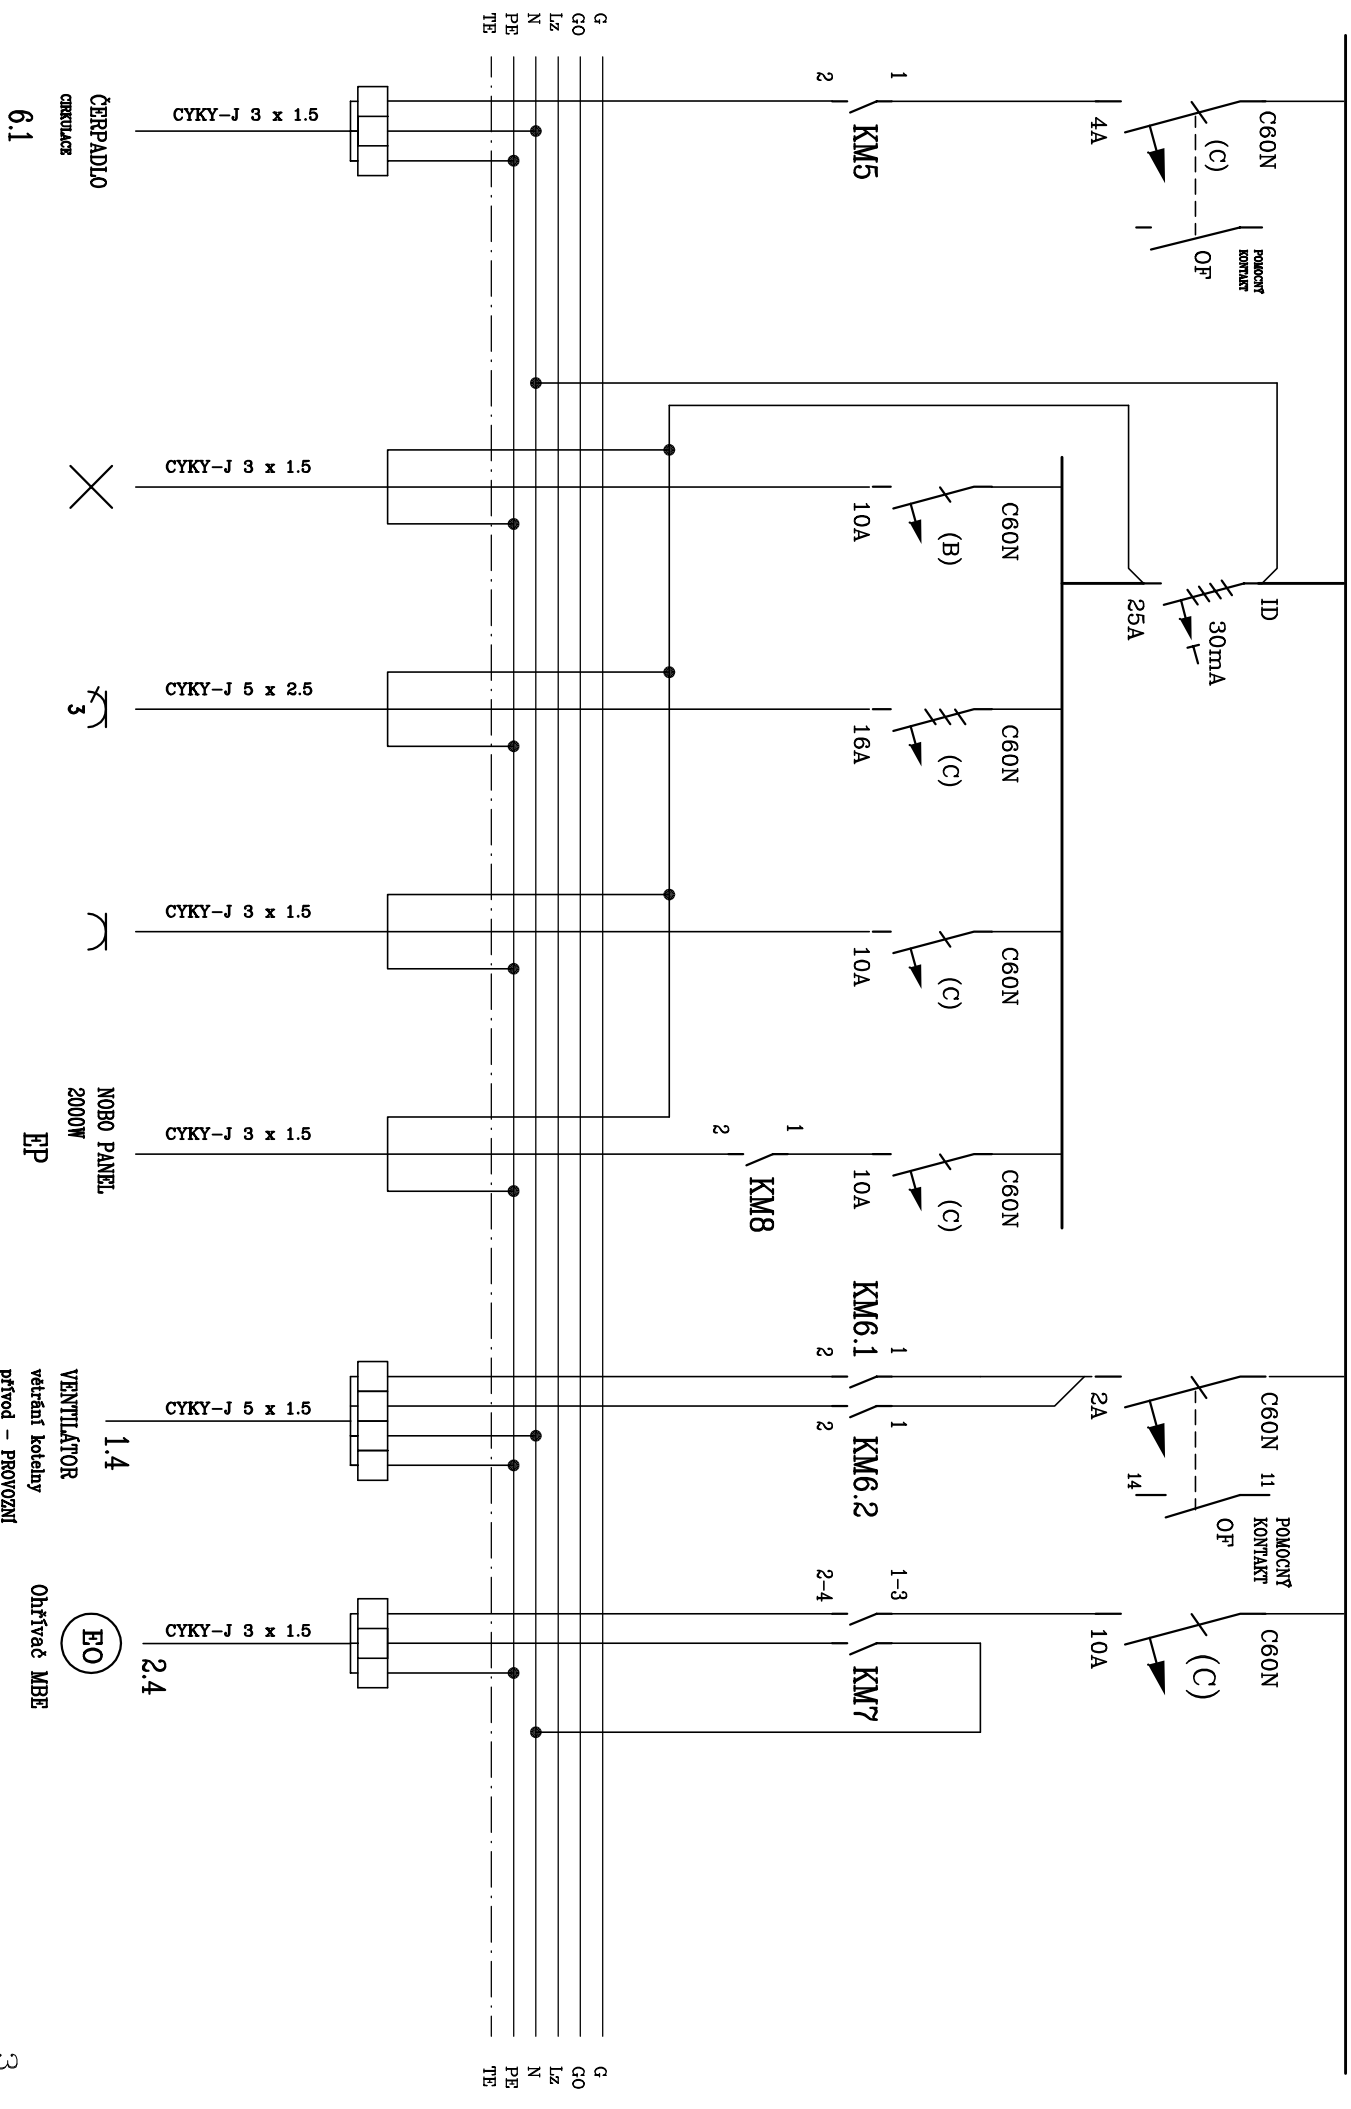 C60N
(C)
4A
POMOCNÝ
KONTAKT
OF
1
2
KM5
CYKY-J 3 x 1.5
ČERPADLO
CIRKULACE
6.1
ID
30mA
25A
C60N
(B)
10A
CYKY-J 3 x 1.5
C60N
(C)
16A
CYKY-J 5 x 2.5
3
C60N
(C)
10A
CYKY-J 3 x 1.5
C60N
(C)
10A
1
2
KM8
CYKY-J 3 x 1.5
NOBO PANEL
2000W
EP
C60N
2A
11
14
POMOCNÝ
KONTAKT
OF
KM6.1
1
2
1
2
KM6.2
CYKY-J 5 x 1.5
1.4
VENTILÁTOR
větrání kotelny
přívod - PROVOZNÍ
C60N
(C)
10A
1-3
2-4
KM7
CYKY-J 3 x 1.5
2.4
EO
Ohřívač MBE
G
GO
Lz
N
PE
TE
G
GO
Lz
N
PE
TE
3